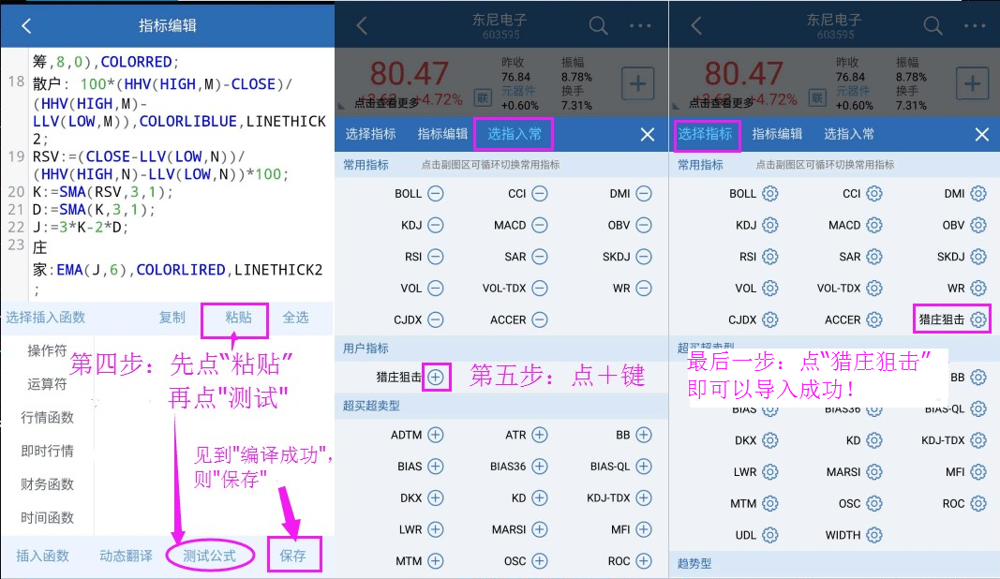 指标编辑
筹,8,0),COLORRED;
18 散户: 100*(HHV(HIGH,M)-CLOSE)/
(HHV(HIGH,M)-
LLV(LOW,M)),COLORLIBLUE,LINETHICK
2;
19 RSV:=(CLOSE-LLV(LOW,N))/
(HHV(HIGH,N)-LLV(LOW,N))*100;
20 K:=SMA(RSV,3,1);
21 D:=SMA(K,3,1);
22 J:=3*K-2*D;
23 庄
家:EMA(J,6),COLORLIRED,LINETHICK2
;
选择插入函数 复制 粘贴 全选
操作符
运算符
行情函数
即时行情
财务函数
时间函数
第四步：先点“粘贴”
再点"测试"
见到"编译成功"，
则"保存"
插入函数 动态翻译 测试公式 保存
东尼电子
603595
80.47
+4.72%
点击查看更多
昨收
76.84
联 元器件
+0.60%
振幅
8.78%
换手
7.31%
选择指标 指标编辑 选指入常
常用指标 点击副图区可循环切换常用指标
BOLL CCI DMI
KDJ MACD OBV
RSI SAR SKDJ
VOL VOL-TDX WR
CJDX ACCER
用户指标
猎庄狙击
第五步：点＋键
超买超卖型
ADTM ATR BB
BIAS BIAS36 BIAS-QL
DKX KD KDJ-TDX
LWR MARSI MFI
MTM OSC ROC
东尼电子
603595
80.47
+4.72%
点击查看更多
昨收
76.84
联 元器件
+0.60%
振幅
8.78%
换手
7.31%
选择指标 指标编辑 选指入常
常用指标 点击副图区可循环切换常用指标
BOLL CCI DMI
KDJ MACD OBV
RSI SAR SKDJ
VOL VOL-TDX WR
CJDX ACCER 猎庄狙击
超买超卖型
最后一步：点“猎庄狙击”
即可以导入成功！
BB
BIAS BIAS36 BIAS-QL
DKX KD KDJ-TDX
LWR MARSI MFI
MTM OSC ROC
UDL WIDTH
趋势型